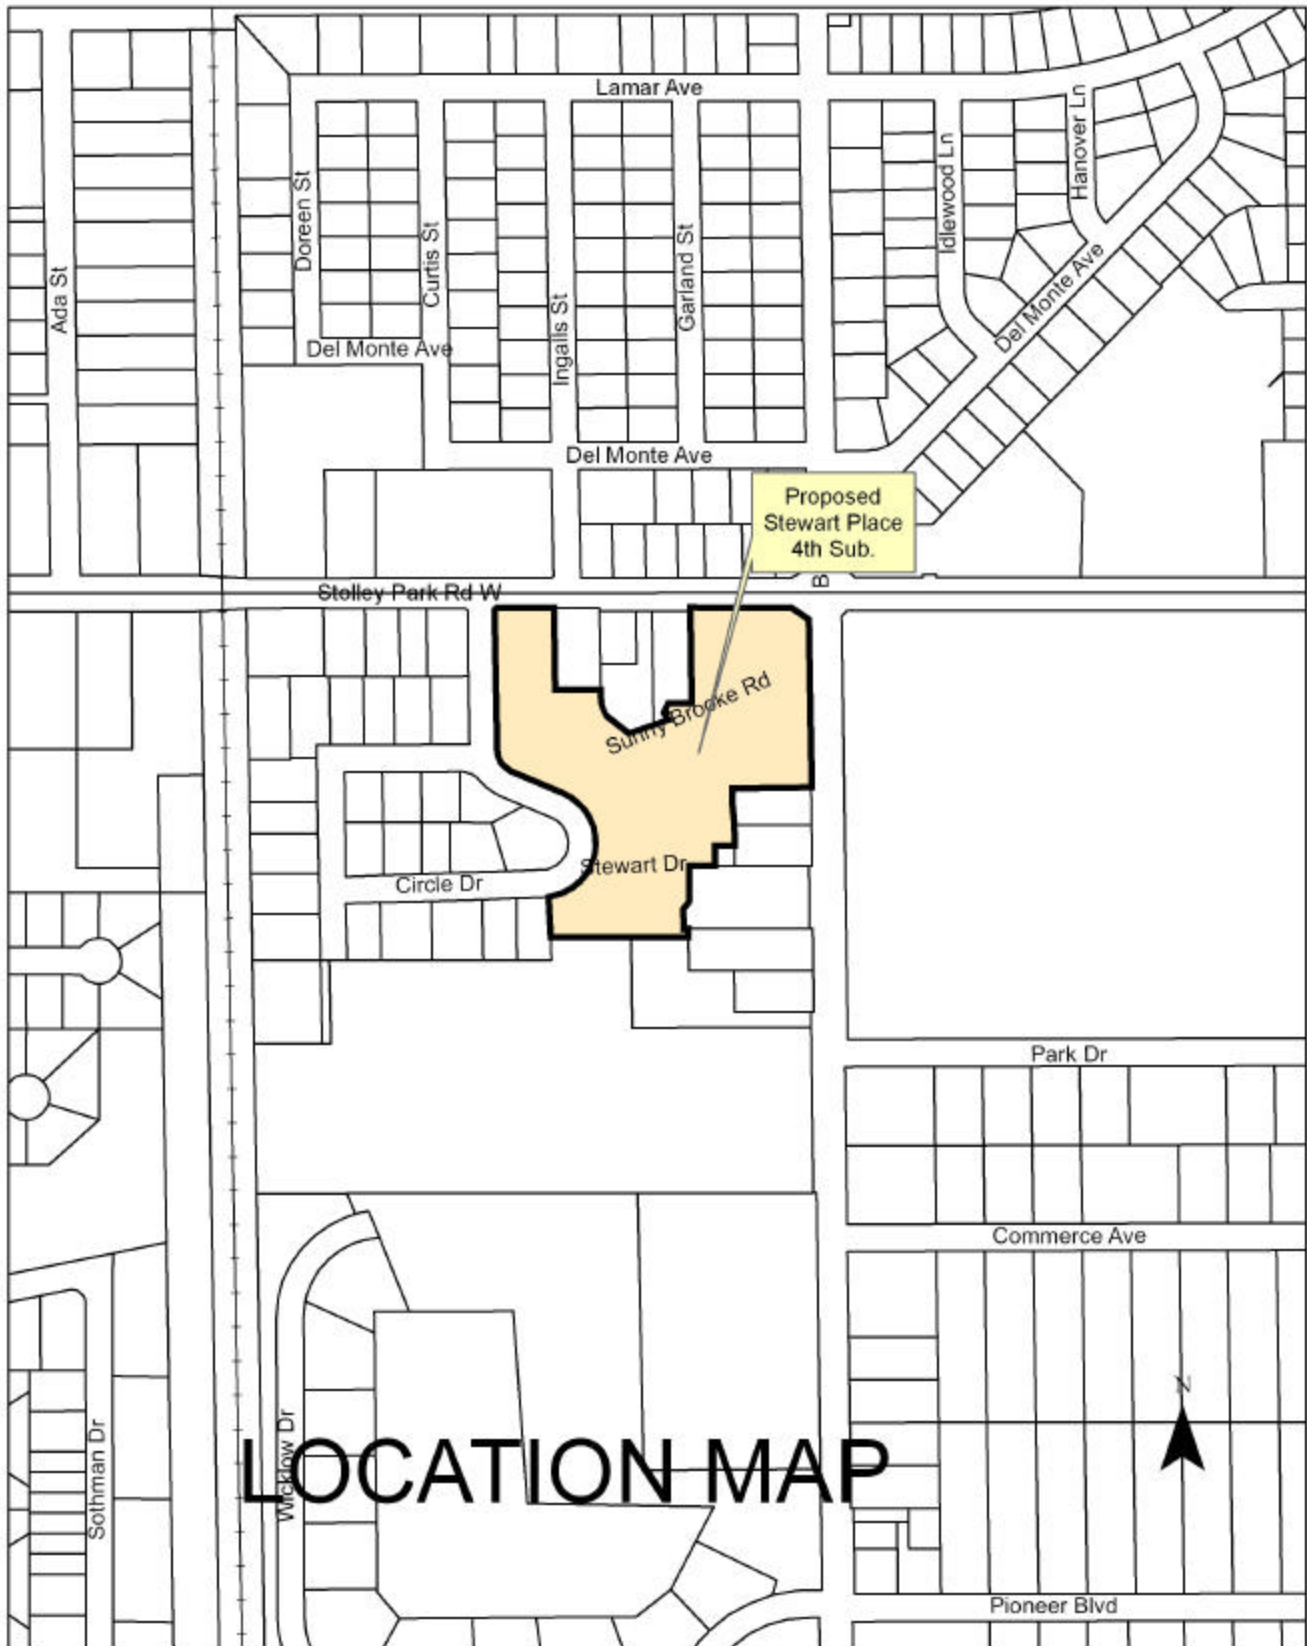 Lamar Ave
Hanover Ln
Idlewood Ln
Doreen St
Curtis St
Garland St
Ada St
Ingalls St
Del Monte Ave
Del Monte Ave
Del Monte Ave
Proposed
Stewart Place
4th Sub.
B
Stolley Park Rd W
Sunny Brooke Rd
Stewart Dr
Circle Dr
Park Dr
Commerce Ave
N
Wicklow Dr
LOCATION MAP
Sothman Dr
Pioneer Blvd